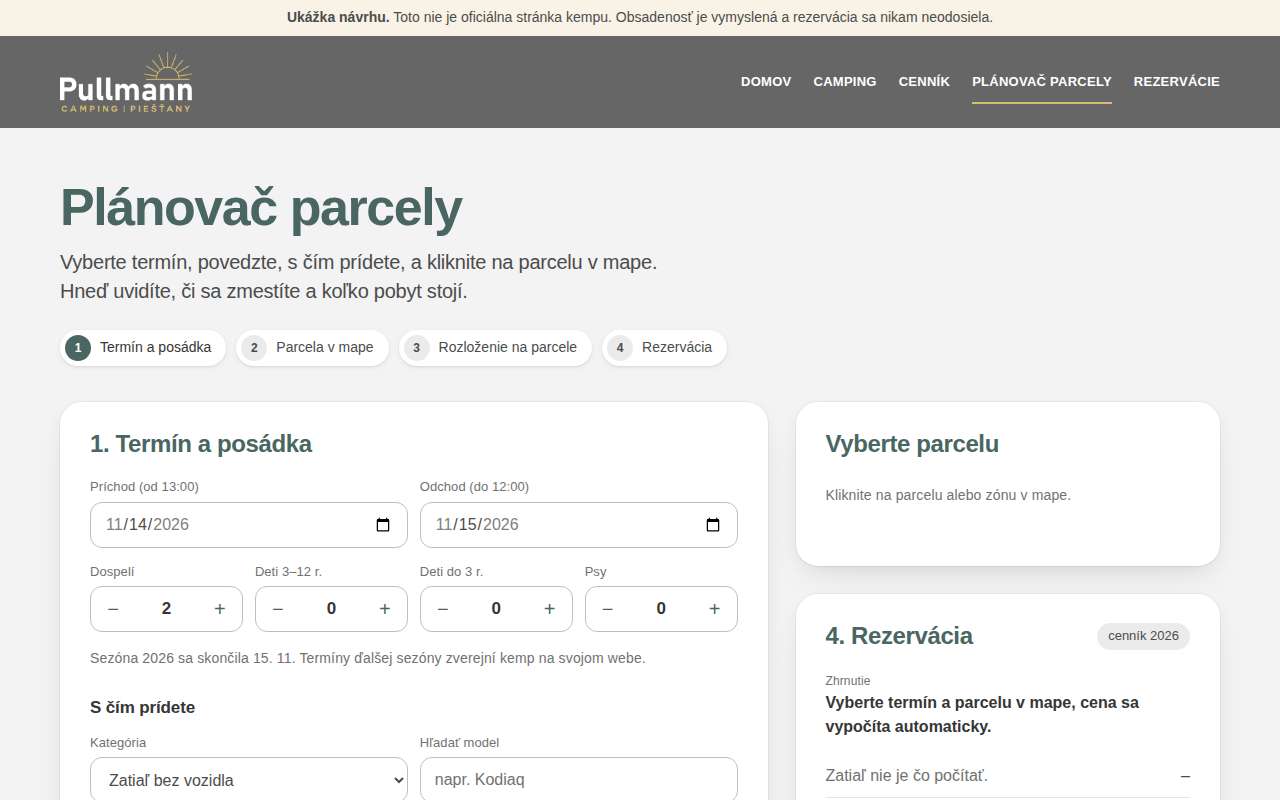 Ukážka návrhu. Toto nie je oficiálna stránka kempu. Obsadenosť je vymyslená a rezervácia sa nikam neodosiela.
Pullmann
CAMPING | PIEŠŤANY
DOMOV
CAMPING
CENNÍK
PLÁNOVAČ PARCELY
REZERVÁCIE
Plánovač parcely
Vyberte termín, povedzte, s čím prídete, a kliknite na parcelu v mape.
Hneď uvidíte, či sa zmestíte a koľko pobyt stojí.
1 Termín a posádka
2 Parcela v mape
3 Rozloženie na parcele
4 Rezervácia
1. Termín a posádka
Príchod (od 13:00)
Odchod (do 12:00)
11/14/2026
11/15/2026
Dospelí
Deti 3–12 r.
Deti do 3 r.
Psy
− 2 +
− 0 +
− 0 +
− 0 +
Sezóna 2026 sa skončila 15. 11. Termíny ďalšej sezóny zverejní kemp na svojom webe.
S čím prídete
Kategória
Hľadať model
Zatiaľ bez vozidla
napr. Kodiaq
Vyberte parcelu
Kliknite na parcelu alebo zónu v mape.
4. Rezervácia
cenník 2026
Zhrnutie
Vyberte termín a parcelu v mape, cena sa
vypočíta automaticky.
Zatiaľ nie je čo počítať. –